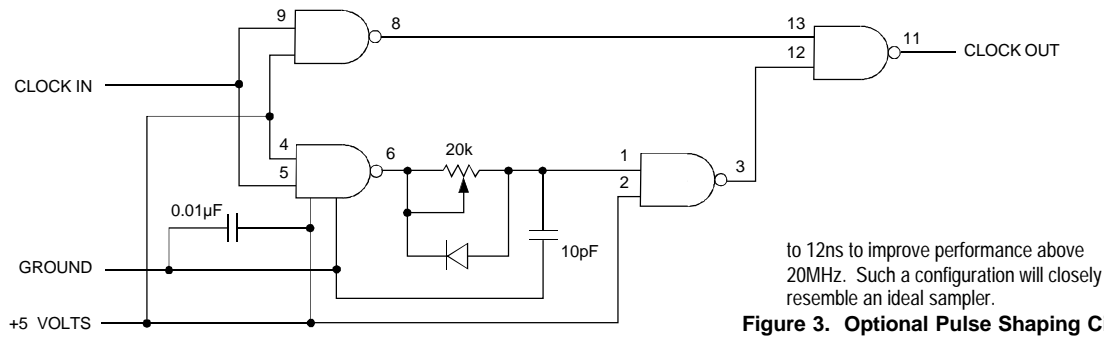 9
8
13
11
12
CLOCK OUT
CLOCK IN
4
5
6
20k
1
2
3
0.01µF
10pF
GROUND
+5 VOLTS
to 12ns to improve performance above
20MHz. Such a configuration will closely
resemble an ideal sampler.
Figure 3. Optional Pulse Shaping